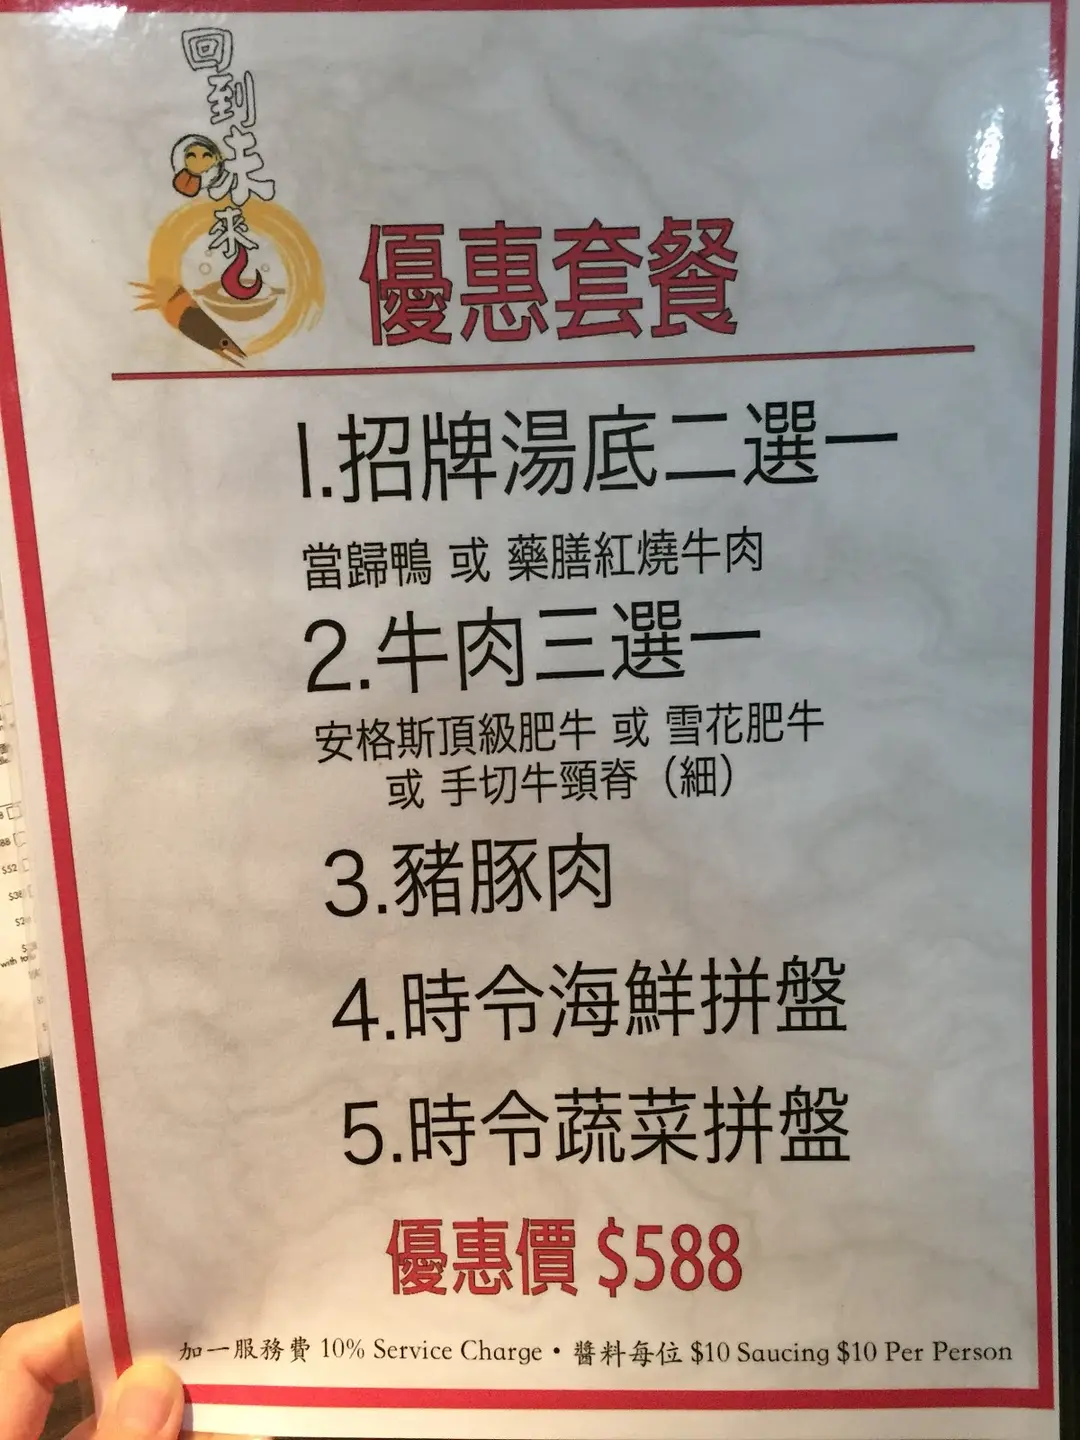 回到味來
優惠套餐
1.招牌湯底二選一
當歸鴨 或 藥膳紅燒牛肉
2.牛肉三選一
安格斯頂級肥牛 或 雪花肥牛
或 手切牛頸脊（細）
3.豬豚肉
4.時令海鮮拼盤
5.時令蔬菜拼盤
優惠價 $588
加一服務費 10% Service Charge・醬料每位 $10 Saucing $10 Per Person